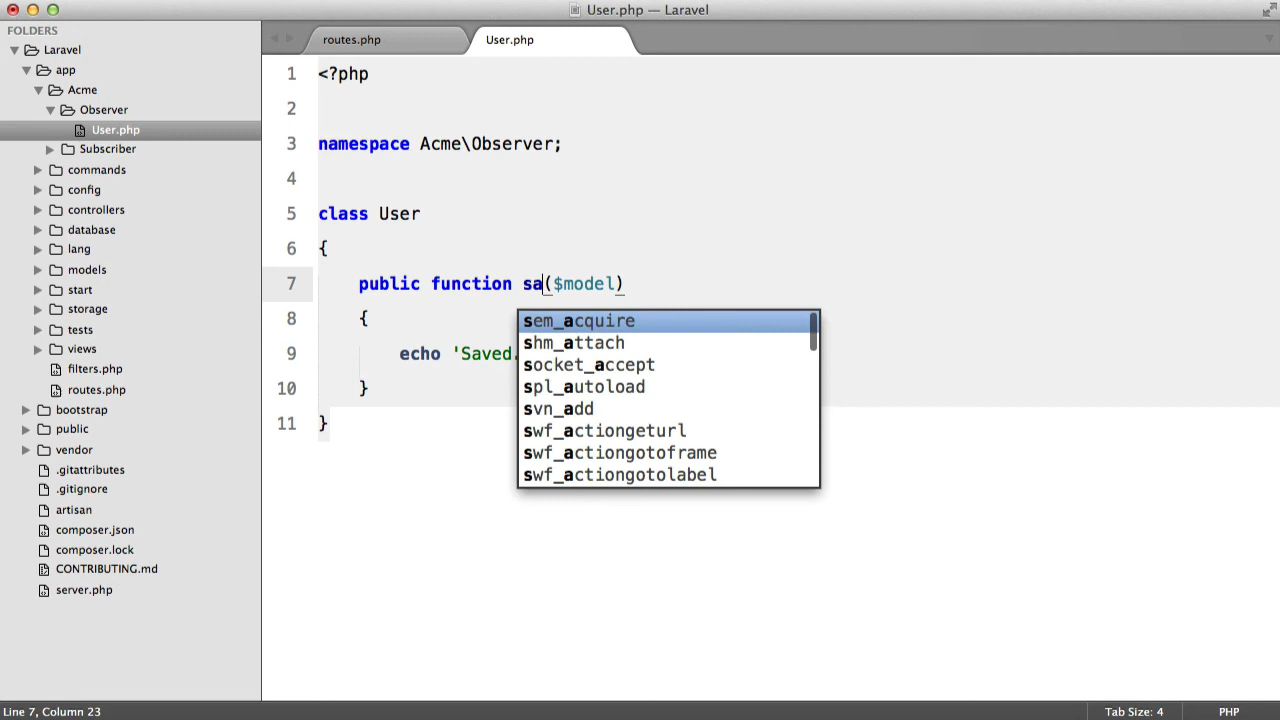 User.php — Laravel
FOLDERS
Laravel
app
Acme
Observer
User.php
Subscriber
commands
config
controllers
database
lang
models
start
storage
tests
views
filters.php
routes.php
bootstrap
public
vendor
.gitattributes
.gitignore
artisan
composer.json
composer.lock
CONTRIBUTING.md
server.php
routes.php
User.php
1 <?php
2
3 namespace Acme\Observer;
4
5 class User
6 {
7 public function sa($model)
8 {
9 echo 'Saved.
10 }
11 }
sem_acquire
shm_attach
socket_accept
spl_autoload
svn_add
swf_actiongeturl
swf_actiongotoframe
swf_actiongotolabel
Line 7, Column 23
Tab Size: 4
PHP